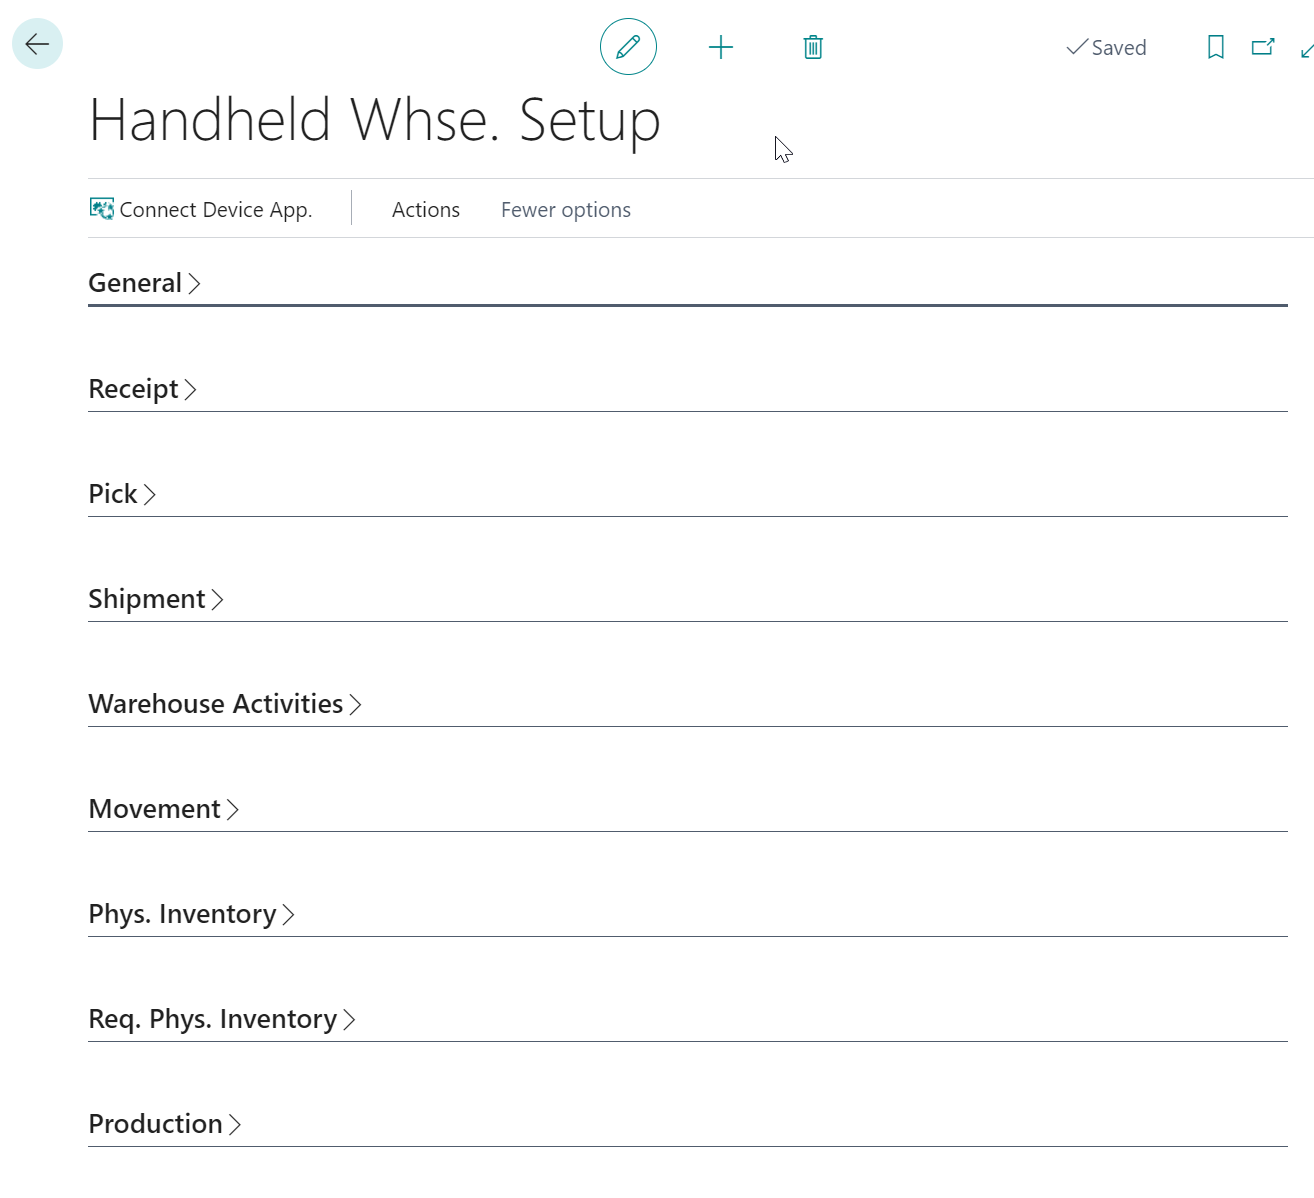 Saved
Handheld Whse. Setup
Connect Device App. Actions Fewer options
General
Receipt
Pick
Shipment
Warehouse Activities
Movement
Phys. Inventory
Req. Phys. Inventory
Production